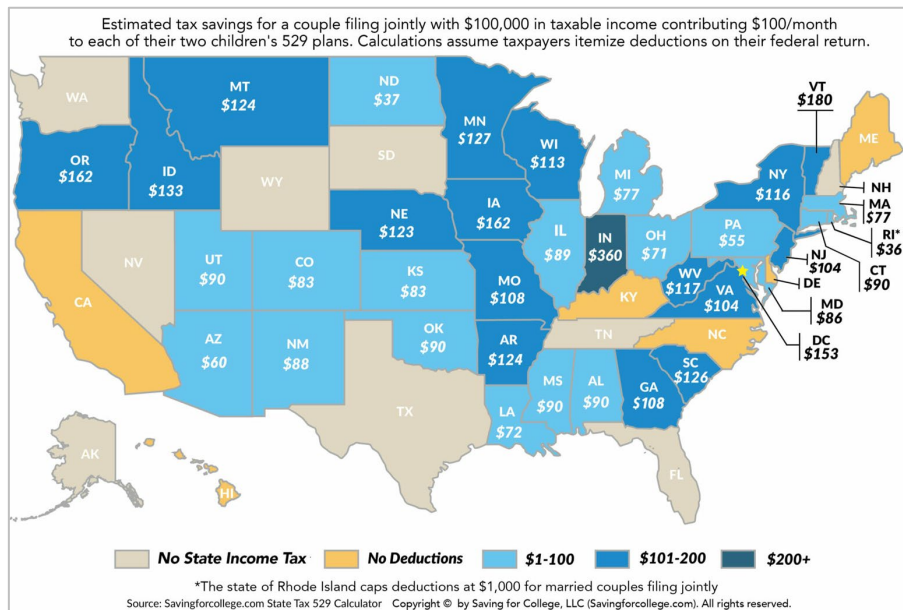 Estimated tax savings for a couple filing jointly with $100,000 in taxable income contributing $100/month
to each of their two children's 529 plans. Calculations assume taxpayers itemize deductions on their federal return.
WA
MT
$124
ND
$37
MN
$127
VT
$180
ME
OR
$162
ID
$133
SD
WI
$113
WY
MI
$77
NY
$116
NH
MA
$77
RI*
$36
CT
$90
NJ
$104
DE
MD
$86
DC
$153
NE
$123
IA
$162
IL
$89
IN
$360
OH
$71
PA
$55
NV
UT
$90
CO
$83
KS
$83
MO
$108
WV
$117
VA
$104
KY
CA
AZ
$60
NM
$88
OK
$90
AR
$124
TN
NC
SC
$126
MS
$90
AL
$90
GA
$108
TX
LA
$72
FL
AK
HI
No State Income Tax
No Deductions
$1-100
$101-200
$200+
*The state of Rhode Island caps deductions at $1,000 for married couples filing jointly
Source: Savingforcollege.com State Tax 529 Calculator Copyright © by Saving for College, LLC (Savingforcollege.com). All rights reserved.